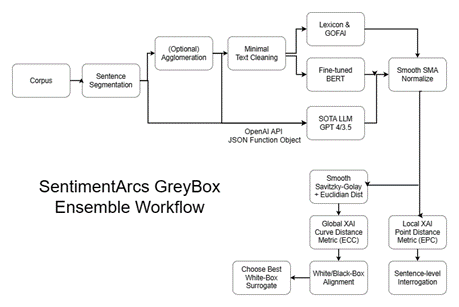 (Optional)
Agglomeration
Minimal
Text Cleaning
Lexicon &
GOFAI
Corpus
Sentence
Segmentation
Fine-tuned
BERT
Smooth SMA
Normalize
SOTA LLM
GPT 4/3.5
OpenAI API
JSON Function Object
SentimentArcs GreyBox
Ensemble Workflow
Smooth
Savitzky-Golay
+ Euclidian Dist
Global XAI
Curve Distance
Metric (ECC)
Local XAI
Point Distance
Metric (EPC)
Choose Best
White-Box
Surrogate
White/Black-Box
Alignment
Sentence-level
Interrogation